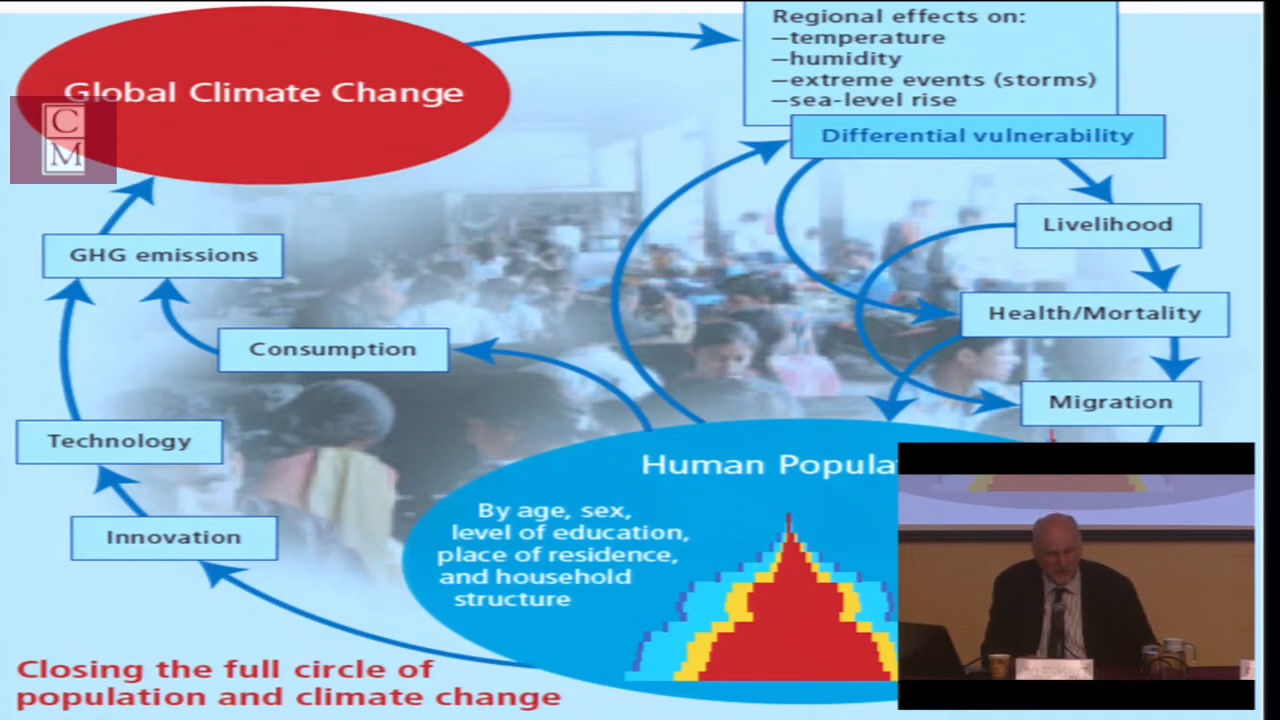 Global Climate Change
C
M
Regional effects on:
–temperature
–humidity
–extreme events (storms)
–sea-level rise
Differential vulnerability
Livelihood
GHG emissions
Health/Mortality
Consumption
Migration
Technology
Human
By age, sex,
level of education,
place of residence,
and household
structure
Innovation
Closing the full circle of
population and climate change